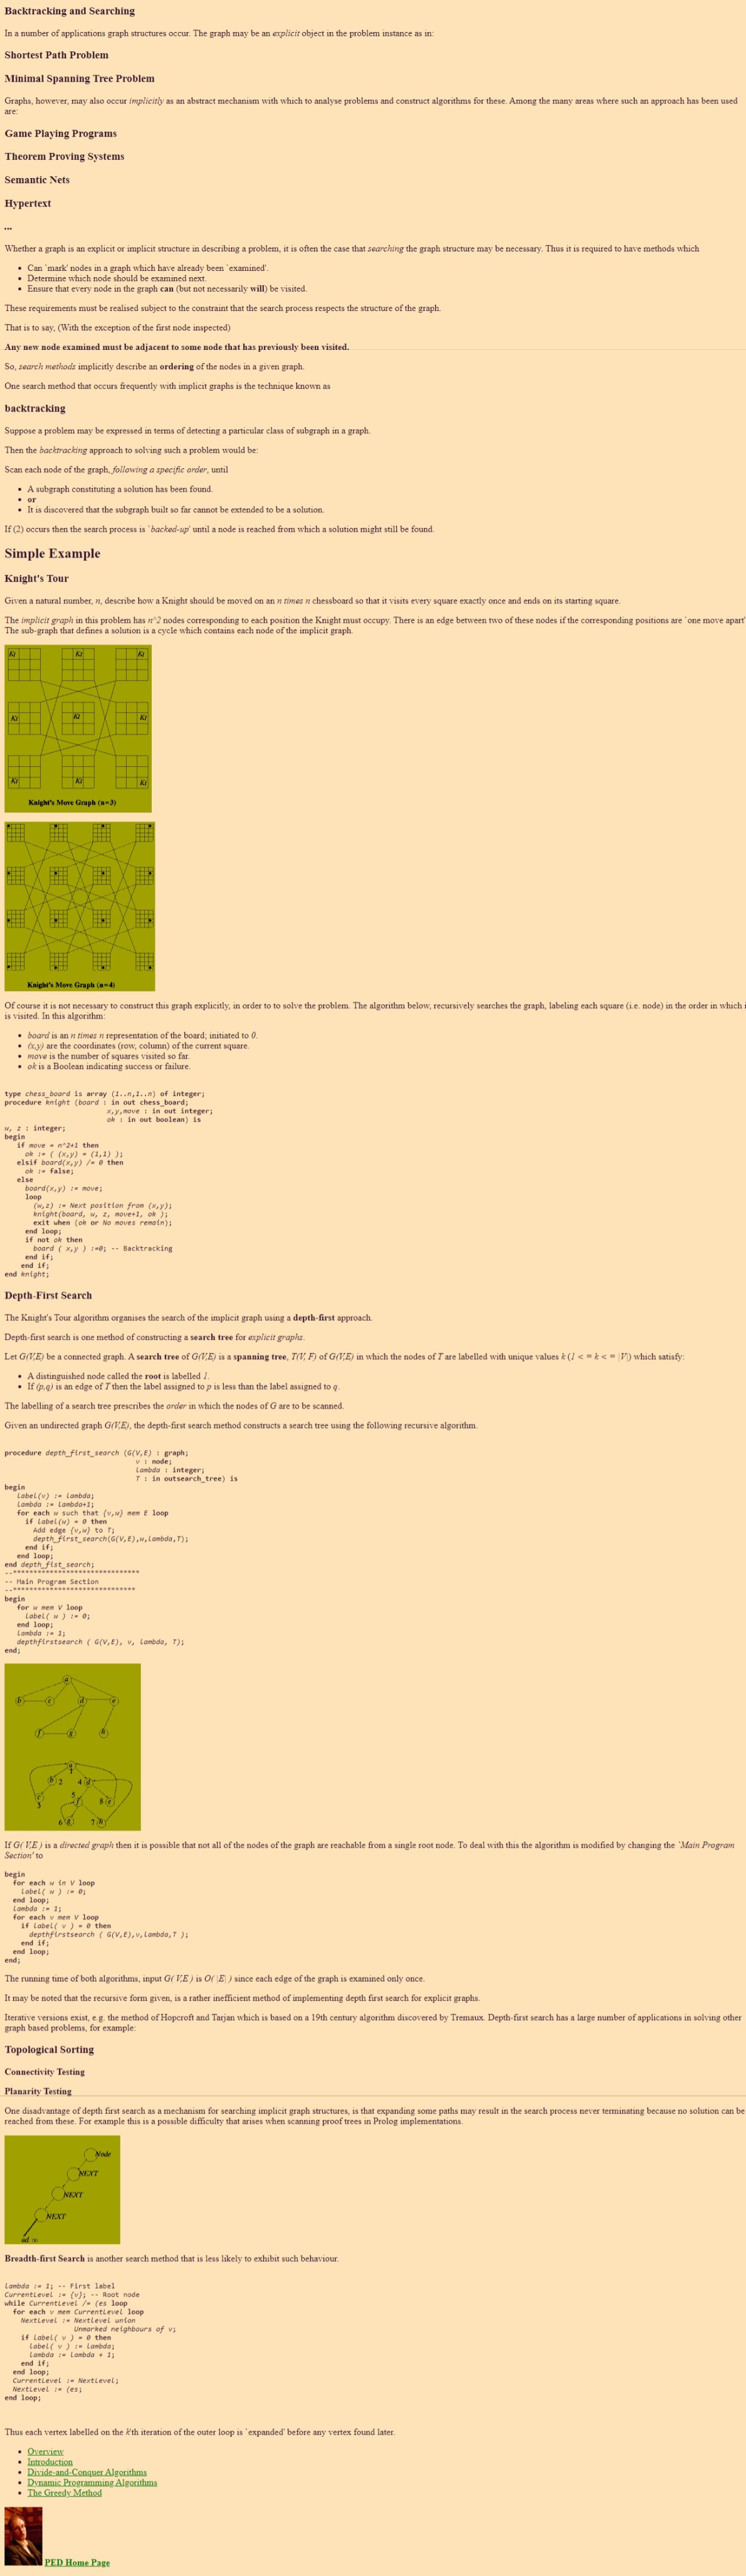 Backtracking and Searching
In a number of applications graph structures occur. The graph may be an explicit object in the problem instance as in:
Shortest Path Problem
Minimal Spanning Tree Problem
Graphs, however, may also occur implicitly as an abstract mechanism with which to analyse problems and construct algorithms for these. Among the many areas where such an approach has been used
are:
Game Playing Programs
Theorem Proving Systems
Semantic Nets
Hypertext
...
Whether a graph is an explicit or implicit structure in describing a problem, it is often the case that searching the graph structure may be necessary. Thus it is required to have methods which
• Can `mark' nodes in a graph which have already been `examined'.
• Determine which node should be examined next.
• Ensure that every node in the graph can (but not necessarily will) be visited.
These requirements must be realised subject to the constraint that the search process respects the structure of the graph.
That is to say, (With the exception of the first node inspected)
Any new node examined must be adjacent to some node that has previously been visited.
So, search methods implicitly describe an ordering of the nodes in a given graph.
One search method that occurs frequently with implicit graphs is the technique known as
backtracking
Suppose a problem may be expressed in terms of detecting a particular class of subgraph in a graph.
Then the backtracking approach to solving such a problem would be:
Scan each node of the graph, following a specific order, until
• A subgraph constituting a solution has been found.
• or
• It is discovered that the subgraph built so far cannot be extended to be a solution.
If (2) occurs then the search process is `backed-up' until a node is reached from which a solution might still be found.
Simple Example
Knight's Tour
Given a natural number, n, describe how a Knight should be moved on an n times n chessboard so that it visits every square exactly once and ends on its starting square.
The implicit graph in this problem has n^2 nodes corresponding to each position the Knight must occupy. There is an edge between two of these nodes if the corresponding positions are `one move apart'
The sub-graph that defines a solution is a cycle which contains each node of the implicit graph.
Kt Kt Kt
Kt Kt Kt
Kt Kt Kt
Knight's Move Graph (n=3)
Knight's Move Graph (n=4)
Of course it is not necessary to construct this graph explicitly, in order to to solve the problem. The algorithm below, recursively searches the graph, labeling each square (i.e. node) in the order in which i
is visited. In this algorithm:
• board is an n times n representation of the board; initiated to 0.
• (x,y) are the coordinates (row, column) of the current square.
• move is the number of squares visited so far.
• ok is a Boolean indicating success or failure.
type chess_board is array (1..n,1..n) of integer;
procedure knight (board : in out chess_board;
x,y,move : in out integer;
ok : in out boolean) is
w, z : integer;
begin
if move = n^2+1 then
ok := ( (x,y) = (1,1) );
elsif board(x,y) /= 0 then
ok := false;
else
board(x,y) := move;
loop
(w,z) := Next position from (x,y);
knight(board, w, z, move+1, ok );
exit when (ok or No moves remain);
end loop;
if not ok then
board ( x,y ) :=0; -- Backtracking
end if;
end if;
end knight;
Depth-First Search
The Knight's Tour algorithm organises the search of the implicit graph using a depth-first approach.
Depth-first search is one method of constructing a search tree for explicit graphs.
Let G(V,E) be a connected graph. A search tree of G(V,E) is a spanning tree, T(V, F) of G(V,E) in which the nodes of T are labelled with unique values k (1 < = k < = |V|) which satisfy:
• A distinguished node called the root is labelled 1.
• If (p,q) is an edge of T then the label assigned to p is less than the label assigned to q.
The labelling of a search tree prescribes the order in which the nodes of G are to be scanned.
Given an undirected graph G(V,E), the depth-first search method constructs a search tree using the following recursive algorithm.
procedure depth_first_search (G(V,E) : graph;
v : node;
lambda : integer;
T : in outsearch_tree) is
begin
label(v) := lambda;
lambda := lambda+1;
for each w such that {v,w} mem E loop
if label(w) = 0 then
Add edge {v,w} to T;
depth_first_search(G(V,E),w,lambda,T);
end if;
end loop;
end depth_fist_search;
--*******************************
-- Main Program Section
--******************************
begin
for w mem V loop
label( w ) := 0;
end loop;
lambda := 1;
depthfirstsearch ( G(V,E), v, lambda, T);
end;
a
b c d e
f g h
a
1
b 2 4 d
c 5 f 8 e
3
6 g 7 h
If G( V,E ) is a directed graph then it is possible that not all of the nodes of the graph are reachable from a single root node. To deal with this the algorithm is modified by changing the `Main Program
Section' to
begin
for each w in V loop
label( w ) := 0;
end loop;
lambda := 1;
for each v mem V loop
if label( v ) = 0 then
depthfirstsearch ( G(V,E),v,lambda,T );
end if;
end loop;
end;
The running time of both algorithms, input G( V,E ) is O( |E| ) since each edge of the graph is examined only once.
It may be noted that the recursive form given, is a rather inefficient method of implementing depth first search for explicit graphs.
Iterative versions exist, e.g. the method of Hopcroft and Tarjan which is based on a 19th century algorithm discovered by Tremaux. Depth-first search has a large number of applications in solving other
graph based problems, for example:
Topological Sorting
Connectivity Testing
Planarity Testing
One disadvantage of depth first search as a mechanism for searching implicit graph structures, is that expanding some paths may result in the search process never terminating because no solution can be
reached from these. For example this is a possible difficulty that arises when scanning proof trees in Prolog implementations.
Node
NEXT
NEXT
NEXT
ad
Breadth-first Search is another search method that is less likely to exhibit such behaviour.
lambda := 1; -- First label
CurrentLevel := {v}; -- Root node
while CurrentLevel /= (es loop
for each v mem CurrentLevel loop
NextLevel := NextLevel union
Unmarked neighbours of v;
if label( v ) = 0 then
label( v ) := lambda;
lambda := lambda + 1;
end if;
end loop;
CurrentLevel := NextLevel;
NextLevel := (es;
end loop;
Thus each vertex labelled on the k'th iteration of the outer loop is `expanded' before any vertex found later.
• Overview
• Introduction
• Divide-and-Conquer Algorithms
• Dynamic Programming Algorithms
• The Greedy Method
PED Home Page